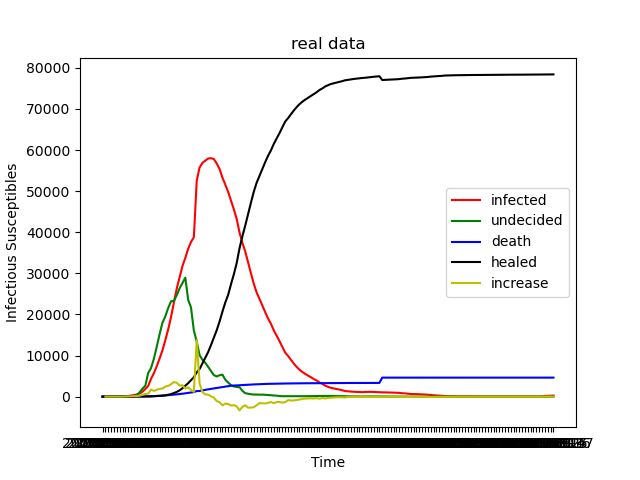 real data
80000
70000
60000
50000
40000
30000
20000
10000
0
Infectious Susceptibles
infected
undecided
death
healed
increase
Time